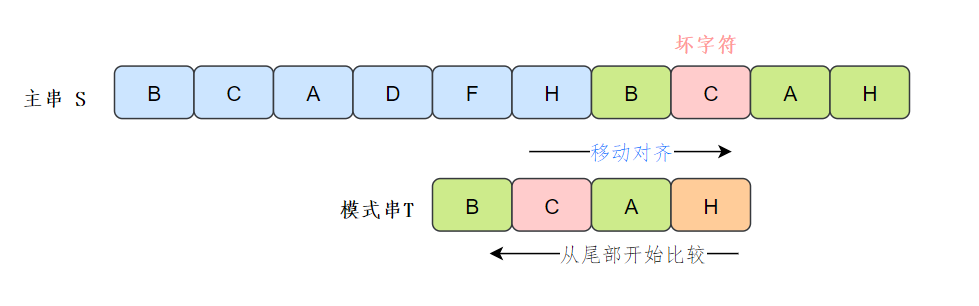 坏字符
主串 S B C A D F H B C A H
移动对齐
模式串T B C A H
从尾部开始比较